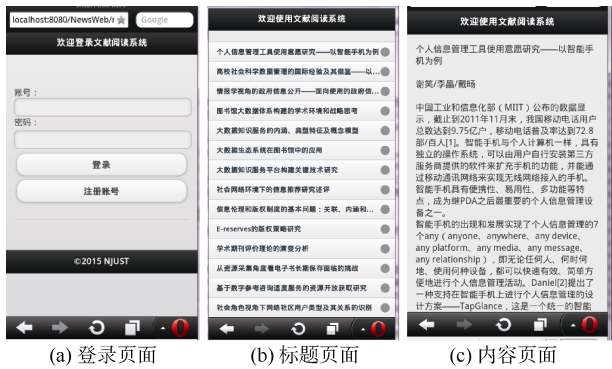 localhost:8080/NewsWeb/r
Google
欢迎登录文献阅读系统
账号：
密码：
登录
注册账号
©2015 NJUST
(a) 登录页面
欢迎使用文献阅读系统
个人信息管理工具使用意愿研究——以智能手机为例
高校社会科学数据管理的国际经验及其借鉴——以...
情报学视角的政府信息公开——面向使用的政府信...
图书馆大数据体系构建的学术环境和战略思考
大数据知识服务的内涵、典型特征及概念模型
大数据生态系统在图书馆中的应用
大数据知识服务平台构建关键技术研究
社会网络环境下的信息推荐研究述评
信息伦理和版权制度的基本问题：关联、内涵和...
E-reserves的版权策略研究
学术期刊评价理论的演变分析
从资源采集角度看电子书长期保存面临的挑战
基于数字参考咨询适度服务的资源开放获取研究
社会角色视角下网络社区用户类型及其关系的识别
(b) 标题页面
欢迎使用文献阅读系统
个人信息管理工具使用意愿研究——以智能手
机为例
谢笑/李晶/戴旸
中国工业和信息化部（MIIT）公布的数据显
示，截止到2011年11月末，我国移动电话用户
总数达到9.75亿户，移动电话普及率达到72.8
部/百人[1]。智能手机与个人计算机一样，具有
独立的操作系统，可以由用户自行安装第三方
服务商提供的软件来扩充手机的功能，并能通
过移动通讯网络来实现无线网络接入的手机。
智能手机具有便携性、易用性、多功能等特
点，成为继PDA之后最重要的个人信息管理设
备之一。
智能手机的出现和发展实现了个人信息管理的7
个any（anyone、anywhere、any device、
any platform、any media、any message、
any relationship），即无论任何人、何时何
地、使用何种设备，都可以快速有效、简单方
便地进行个人信息管理活动。Daniel[2]提出了
一种支持在智能手机上进行个人信息管理的设
计方案——TapGlance，这是一个统一的智能
(c) 内容页面